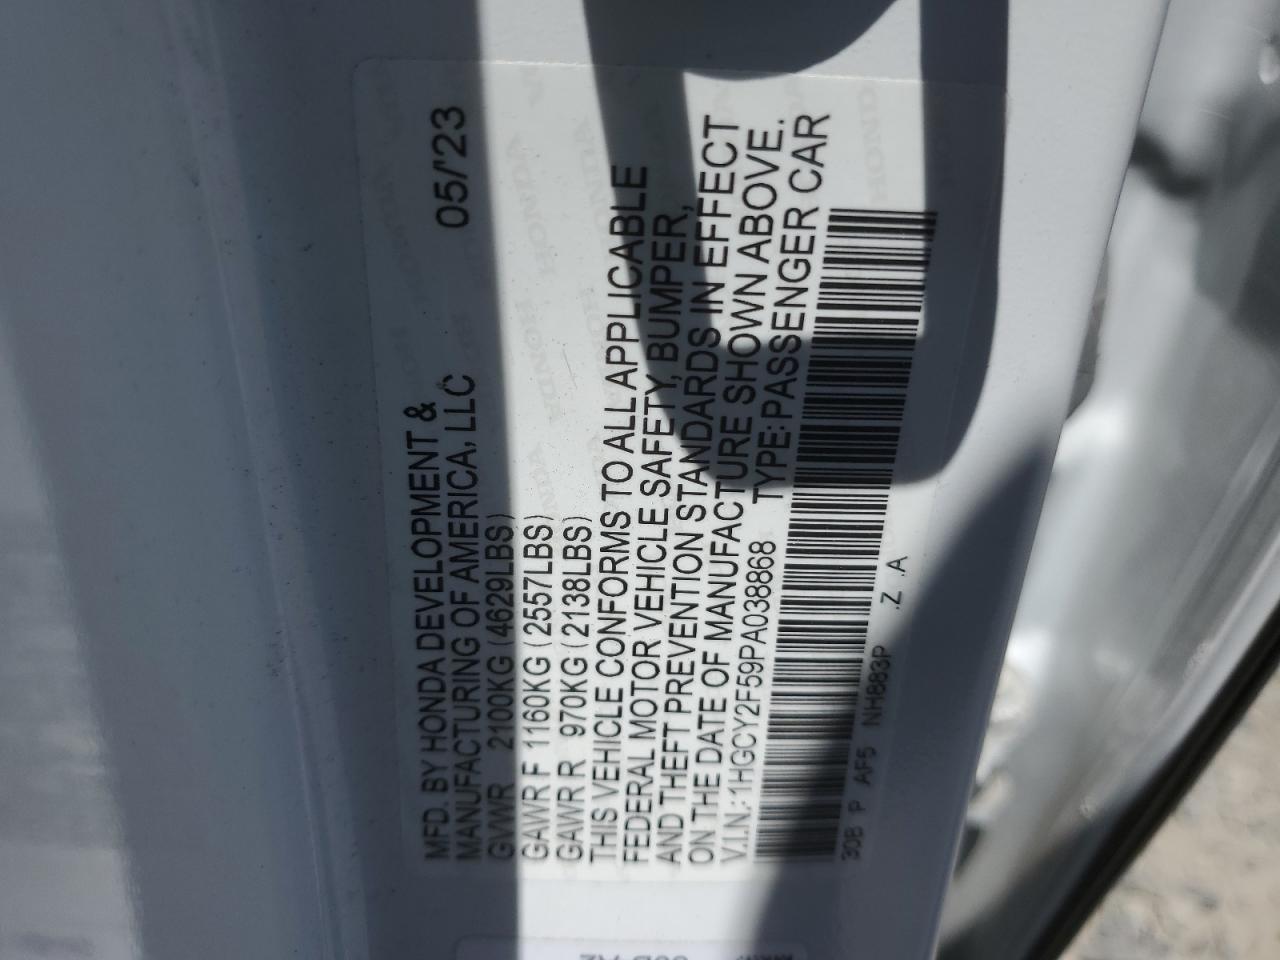 MFD. BY HONDA DEVELOPMENT &
MANUFACTURING OF AMERICA, LLC 05/'23
GVWR 2100KG (4629LBS)
GAWR F 1160KG (2557LBS)
GAWR R 970KG (2138LBS)
THIS VEHICLE CONFORMS TO ALL APPLICABLE
FEDERAL MOTOR VEHICLE SAFETY, BUMPER,
AND THEFT PREVENTION STANDARDS IN EFFECT
ON THE DATE OF MANUFACTURE SHOWN ABOVE.
V.I.N.: 1HGCY2F59PA038868 TYPE: PASSENGER CAR
30B P AF5 NH883P .Z .A